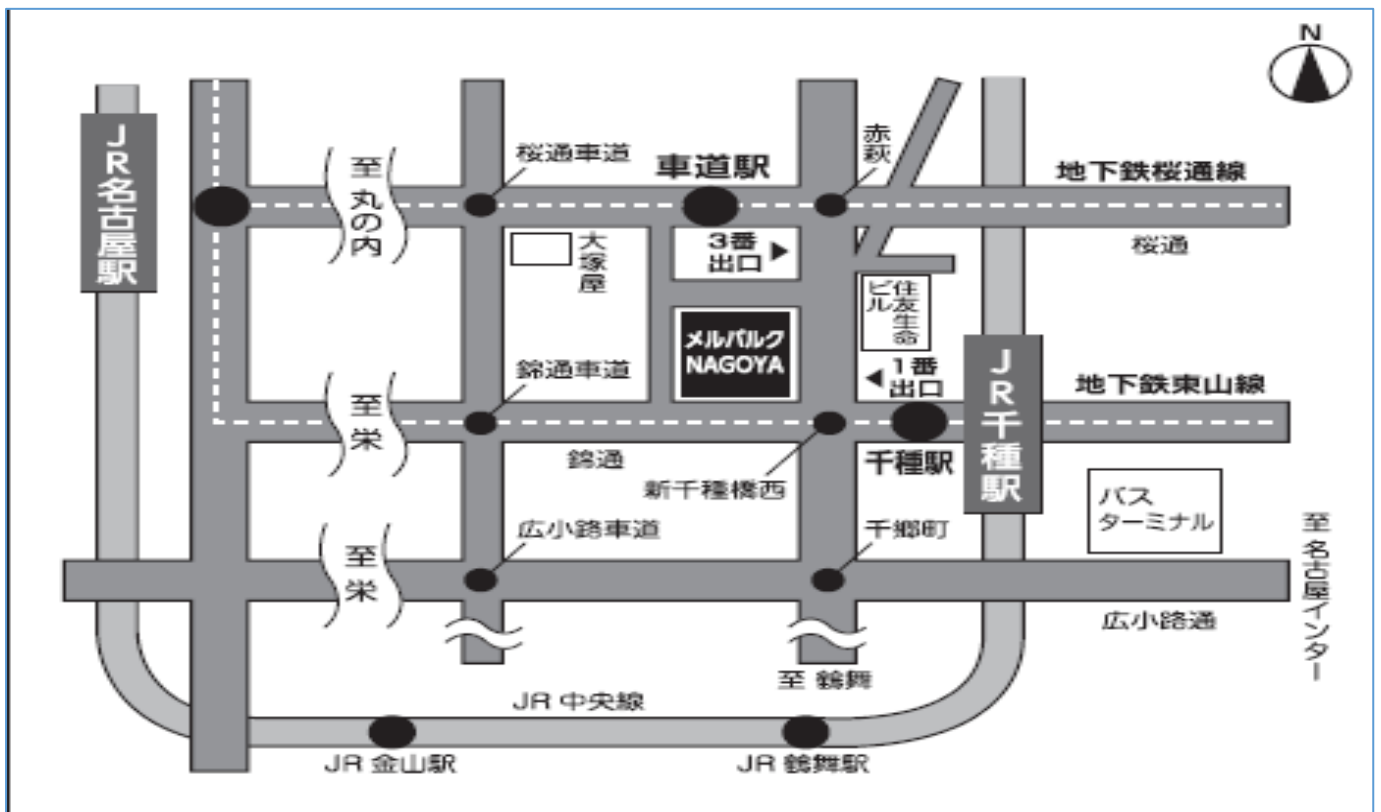 N
JR名古屋駅
至 丸の内
桜通車道
車道駅
赤萩
地下鉄桜通線
桜通
大塚屋
3番
出口
住友生命
ビル
メルパルク
NAGOYA
1番
出口
JR千種駅
地下鉄東山線
至 栄
錦通車道
錦通
新千種橋西
千種駅
バス
ターミナル
至 名古屋インター
至 栄
広小路車道
千郷町
広小路通
至 鶴舞
JR 中央線
JR 金山駅
JR 鶴舞駅